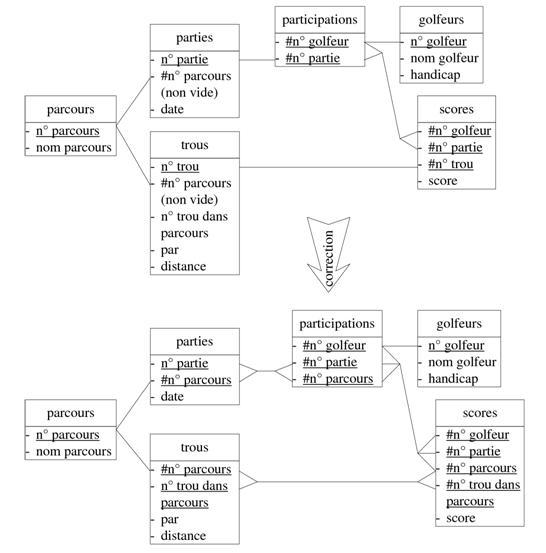 participations
- #n° golfeur
- #n° partie
golfeurs
- n° golfeur
- nom golfeur
- handicap
parties
- n° partie
- #n° parcours
(non vide)
- date
parcours
- n° parcours
- nom parcours
scores
- #n° golfeur
- #n° partie
- #n° trou
- score
trous
- n° trou
- #n° parcours
(non vide)
- n° trou dans
parcours
- par
- distance
correction
participations
- #n° golfeur
- #n° partie
- #n° parcours
golfeurs
- n° golfeur
- nom golfeur
- handicap
parties
- n° partie
- #n° parcours
- date
parcours
- n° parcours
- nom parcours
scores
- #n° golfeur
- #n° partie
- #n° parcours
- #n° trou dans
parcours
- score
trous
- #n° parcours
- n° trou dans
parcours
- par
- distance